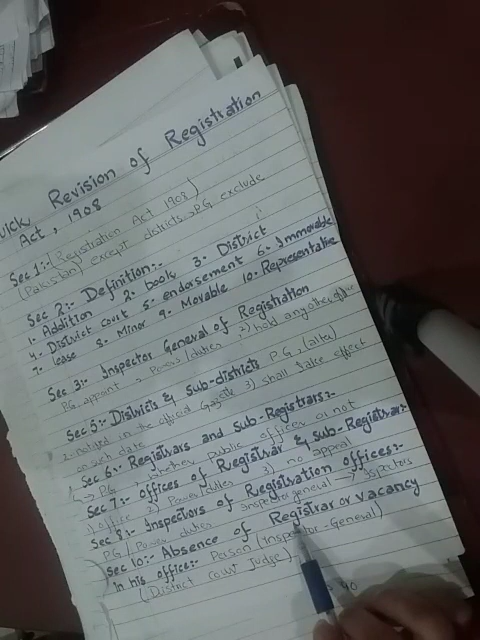 uick Revision of Registration
Act, 1908
Sec 1:- (Registration Act 1908)
(Pakistan) except districts → P.G exclude
Sec 2:- Definition:-
1. Addition 2. book 3. District
4. District court 5. endorsement 6. Immovable
7. lease 8. Minor 9. Movable 10. Representative
Sec 3:- Inspector General of Registration
P.G appoint, Powers/duties 2) hold any other office
Sec 5:- Districts & Sub-districts P.G, (alter)
2- notified in the official Gazette 3) shall take effect
on such date
Sec 6:- Registrars and Sub-Registrars:-
→ P.G, whether public officer or not
Sec 7:- Offices of Registrar & Sub-Registrar:-
1) office 2) Power/duties 3) no appeal
Sec 8:- Inspectors of Registration offices:-
P.G / Power duties Inspector general → Inspectors
Sec 10:- Absence of Registrar or vacancy
in his office:- Person (Inspector-General)
(District Court Judge)
90